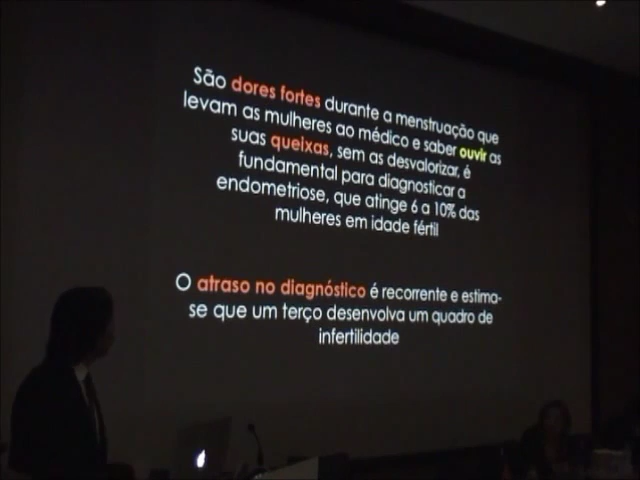 São dores fortes durante a menstruação que
levam as mulheres ao médico e saber ouvir as
suas queixas, sem as desvalorizar, é
fundamental para diagnosticar a
endometriose, que atinge 6 a 10% das
mulheres em idade fértil
O atraso no diagnóstico é recorrente e estima-
se que um terço desenvolva um quadro de
infertilidade